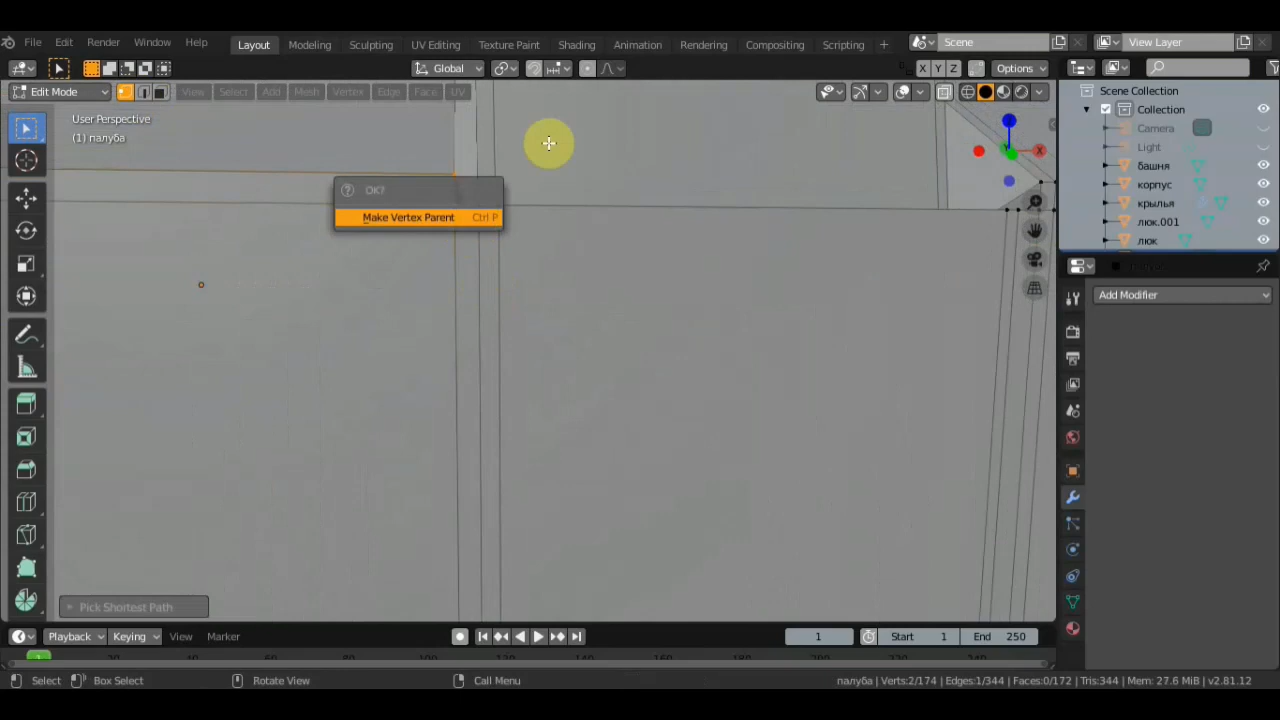 File Edit Render Window Help
Layout Modeling Sculpting UV Editing Texture Paint Shading Animation Rendering Compositing Scripting +
Scene
View Layer
Global
X Y Z
Options
Edit Mode
View Select Add Mesh Vertex Edge Face UV
User Perspective
(1) палуба
OK?
Make Vertex Parent Ctrl P
X
Scene Collection
Collection
Camera
Light
башня
корпус
крылья
люк.001
люк
Add Modifier
Pick Shortest Path
Playback Keying View Marker
1
Start 1
End 250
Select
Box Select
Rotate View
Call Menu
палуба | Verts:2/174 | Edges:1/344 | Faces:0/172 | Tris:344 | Mem: 27.6 MiB | v2.81.12